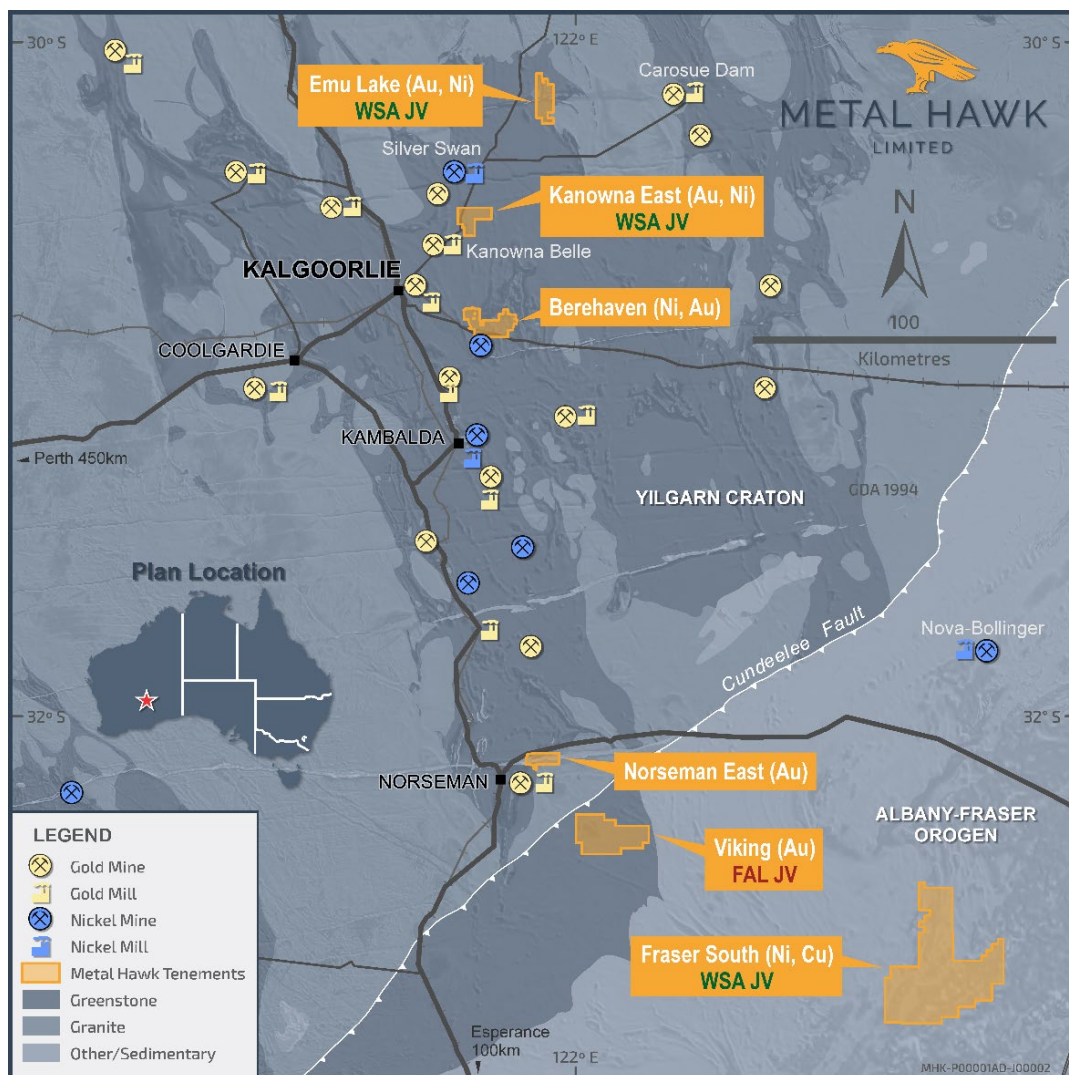 30° S
122° E
30° S
METAL HAWK
LIMITED
Emu Lake (Au, Ni)
WSA JV
Carosue Dam
Silver Swan
Kanowna East (Au, Ni)
WSA JV
Kanowna Belle
N
KALGOORLIE
Berehaven (Ni, Au)
100
Kilometres
COOLGARDIE
KAMBALDA
Perth 450km
YILGARN CRATON
GDA 1994
Plan Location
Cundeelee Fault
Nova-Bollinger
32° S
32° S
NORSEMAN
Norseman East (Au)
ALBANY-FRASER
OROGEN
Viking (Au)
FAL JV
Fraser South (Ni, Cu)
WSA JV
LEGEND
Gold Mine
Gold Mill
Nickel Mine
Nickel Mill
Metal Hawk Tenements
Greenstone
Granite
Other/Sedimentary
Esperance
100km
122° E
MHK-P00001AD-J00002